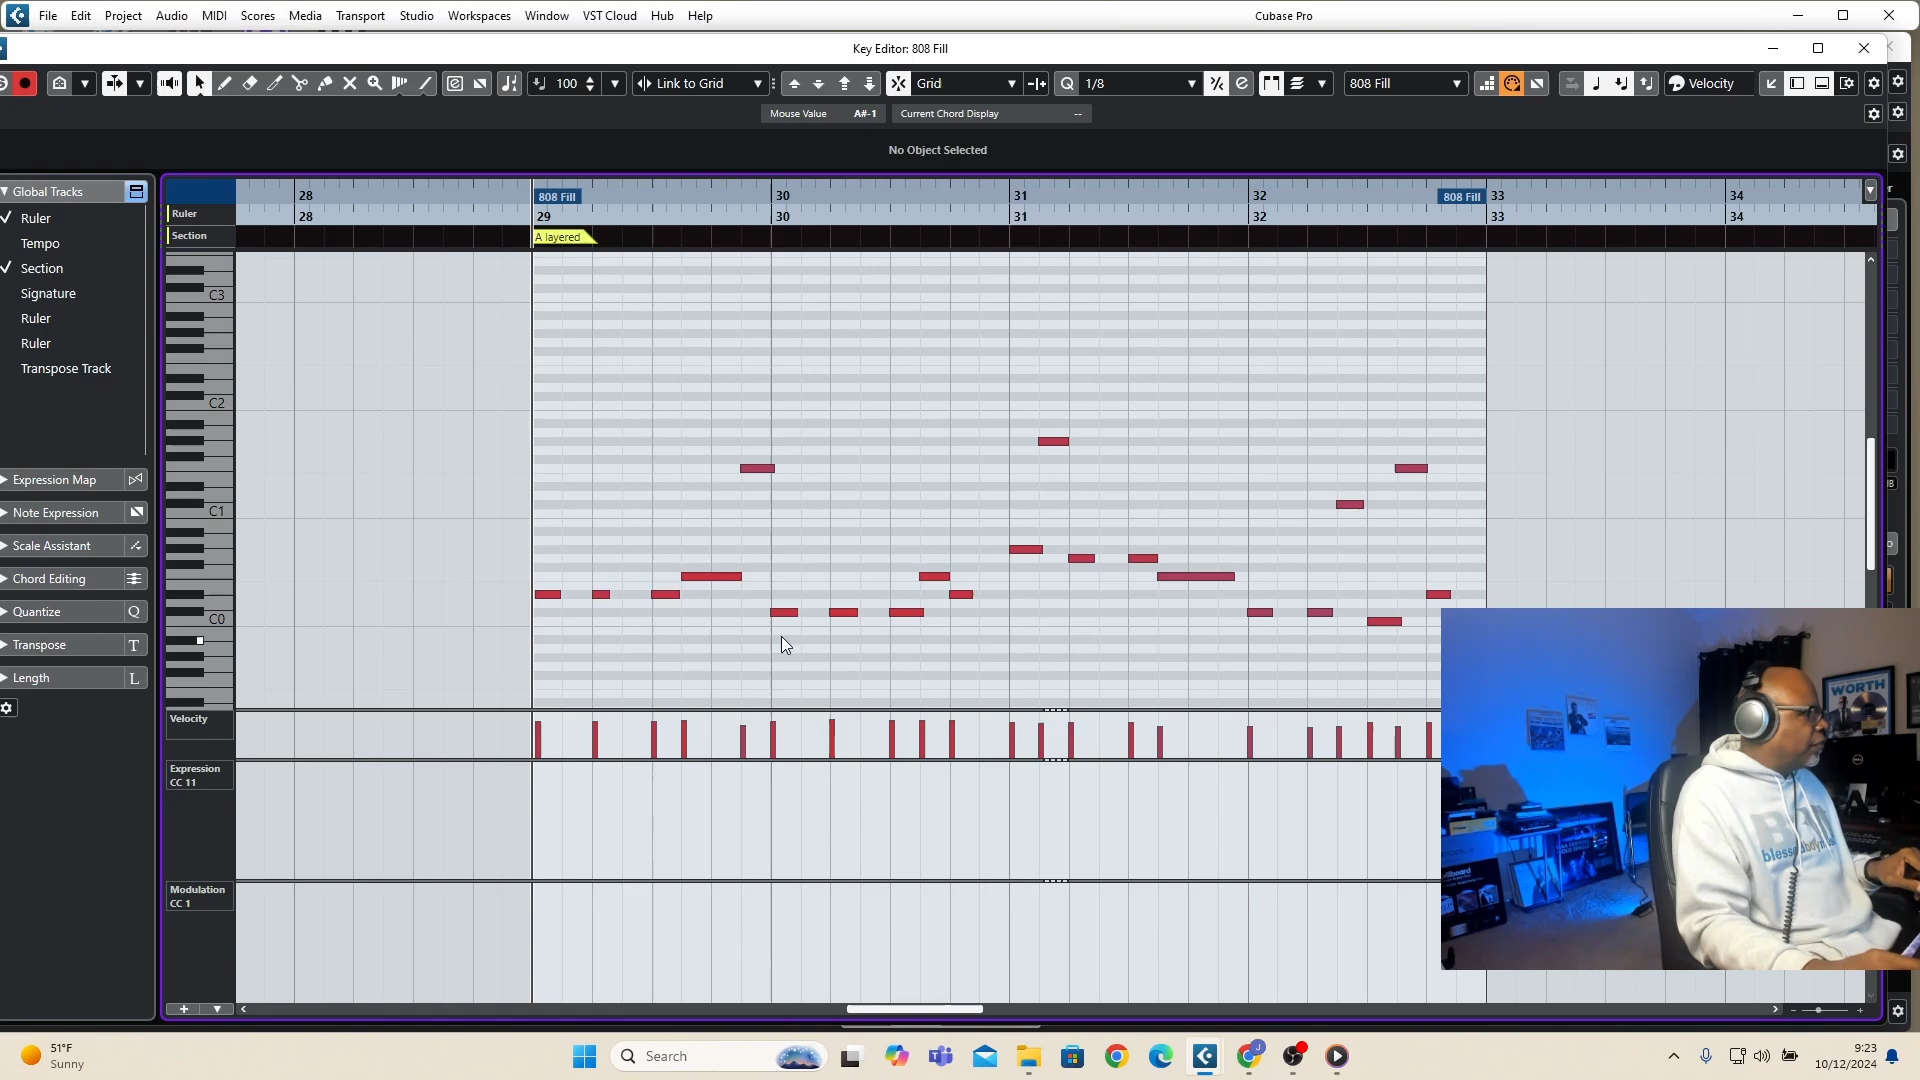 File Edit Project Audio MIDI Scores Media Transport Studio Workspaces Window VST Cloud Hub Help
Cubase Pro
Key Editor: 808 Fill
100 Link to Grid Grid 1/8 808 Fill Velocity
Mouse Value A#-1 Current Chord Display --
No Object Selected
Global Tracks
Ruler
Tempo
Section
Signature
Ruler
Ruler
Transpose Track
Expression Map
Note Expression
Scale Assistant
Chord Editing
Quantize Q
Transpose T
Length L
28 808 Fill 30 31 32 808 Fill 33 34
Ruler 28 29 30 31 32 33 34
Section A layered
C3
C2
C1
C0
Velocity
Expression
CC 11
Modulation
CC 1
WORTH
51°F
Sunny
Search
9:23
10/12/2024